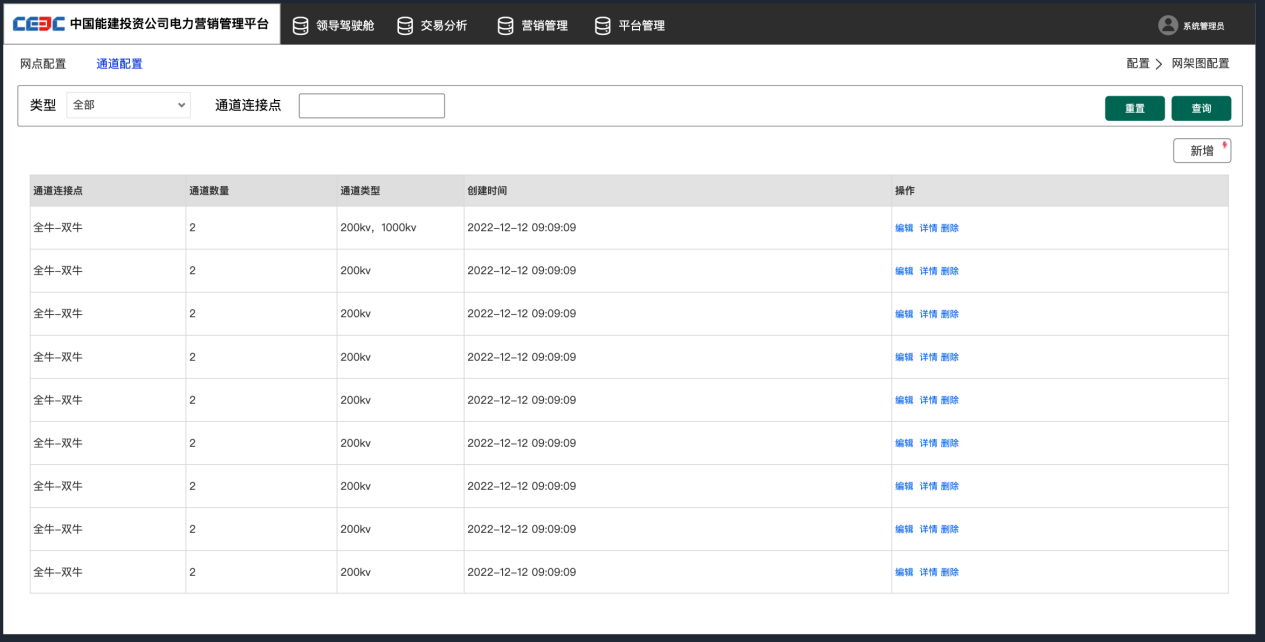 CEEC 中国能建投资公司电力营销管理平台 领导驾驶舱 交易分析 营销管理 平台管理 系统管理员
网点配置 通道配置 配置 > 网架图配置
类型 全部 通道连接点 重置 查询
新增
通道连接点 通道数量 通道类型 创建时间 操作
全牛-双牛 2 200kv，1000kv 2022-12-12 09:09:09 编辑 详情 删除
全牛-双牛 2 200kv 2022-12-12 09:09:09 编辑 详情 删除
全牛-双牛 2 200kv 2022-12-12 09:09:09 编辑 详情 删除
全牛-双牛 2 200kv 2022-12-12 09:09:09 编辑 详情 删除
全牛-双牛 2 200kv 2022-12-12 09:09:09 编辑 详情 删除
全牛-双牛 2 200kv 2022-12-12 09:09:09 编辑 详情 删除
全牛-双牛 2 200kv 2022-12-12 09:09:09 编辑 详情 删除
全牛-双牛 2 200kv 2022-12-12 09:09:09 编辑 详情 删除
全牛-双牛 2 200kv 2022-12-12 09:09:09 编辑 详情 删除